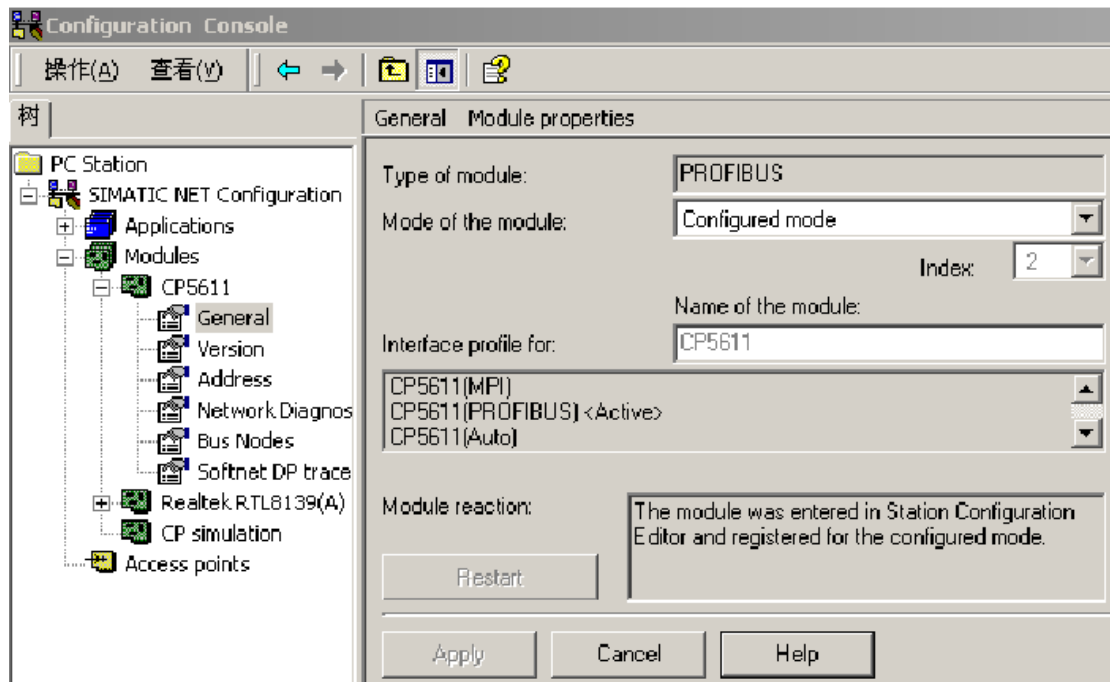 Configuration Console
操作(A) 查看(V)
树
PC Station
SIMATIC NET Configuration
Applications
Modules
CP5611
General
Version
Address
Network Diagnos
Bus Nodes
Softnet DP trace
Realtek RTL8139(A)
CP simulation
Access points
General Module properties
Type of module: PROFIBUS
Mode of the module: Configured mode
Index: 2
Name of the module:
Interface profile for: CP5611
CP5611(MPI)
CP5611(PROFIBUS) <Active>
CP5611(Auto)
Module reaction:
The module was entered in Station Configuration
Editor and registered for the configured mode.
Restart
Apply Cancel Help